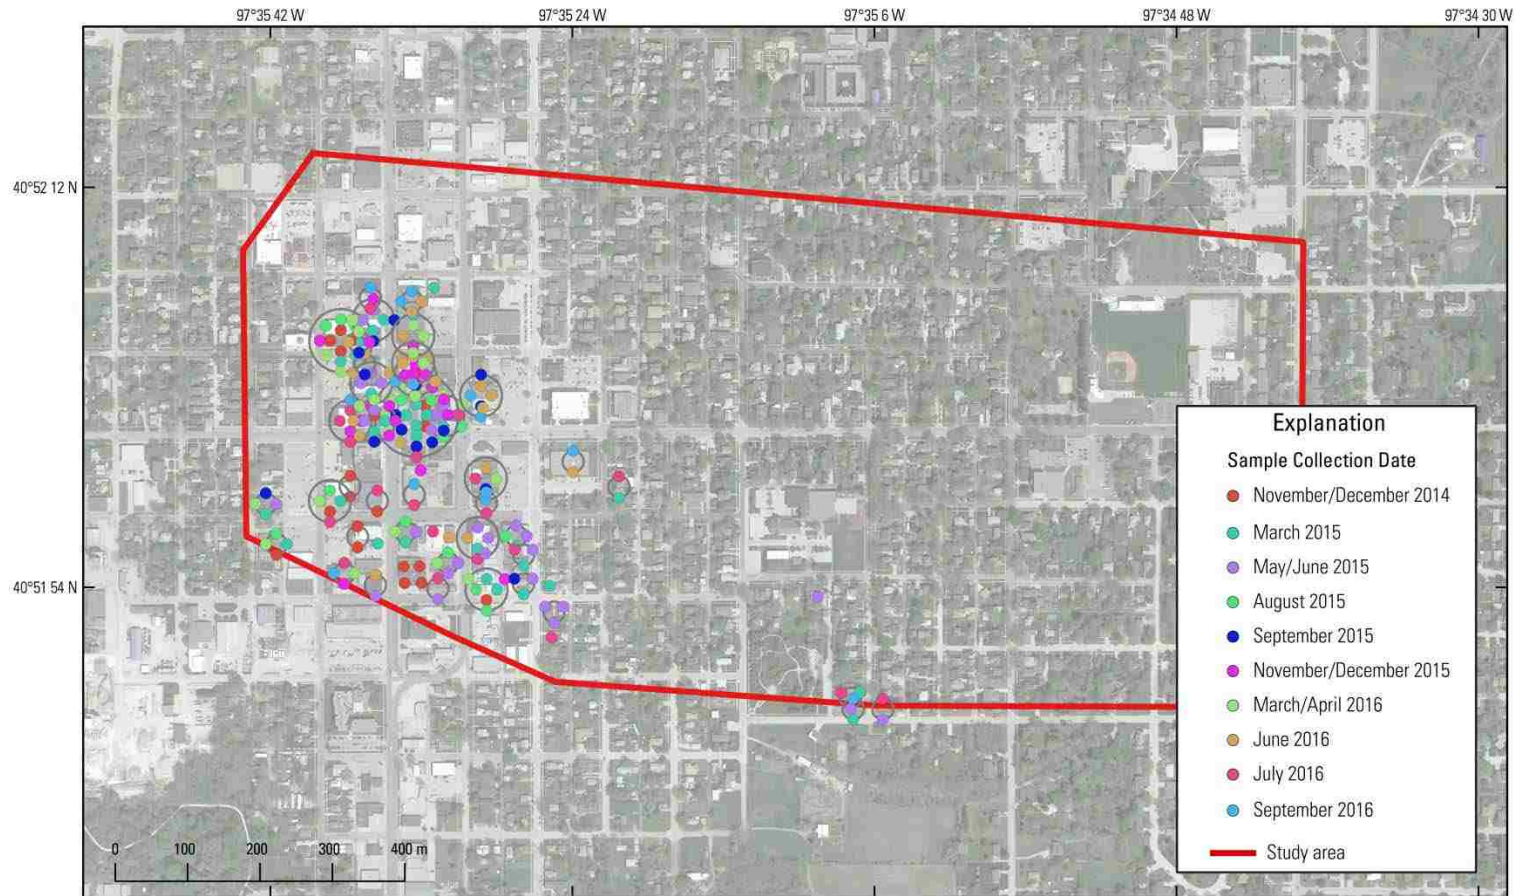 97°35 42 W 97°35 24 W 97°35 6 W 97°34 48 W 97°34 30 W
40°52 12 N
40°51 54 N
Explanation
Sample Collection Date
November/December 2014
March 2015
May/June 2015
August 2015
September 2015
November/December 2015
March/April 2016
June 2016
July 2016
September 2016
Study area
0 100 200 300 400 m